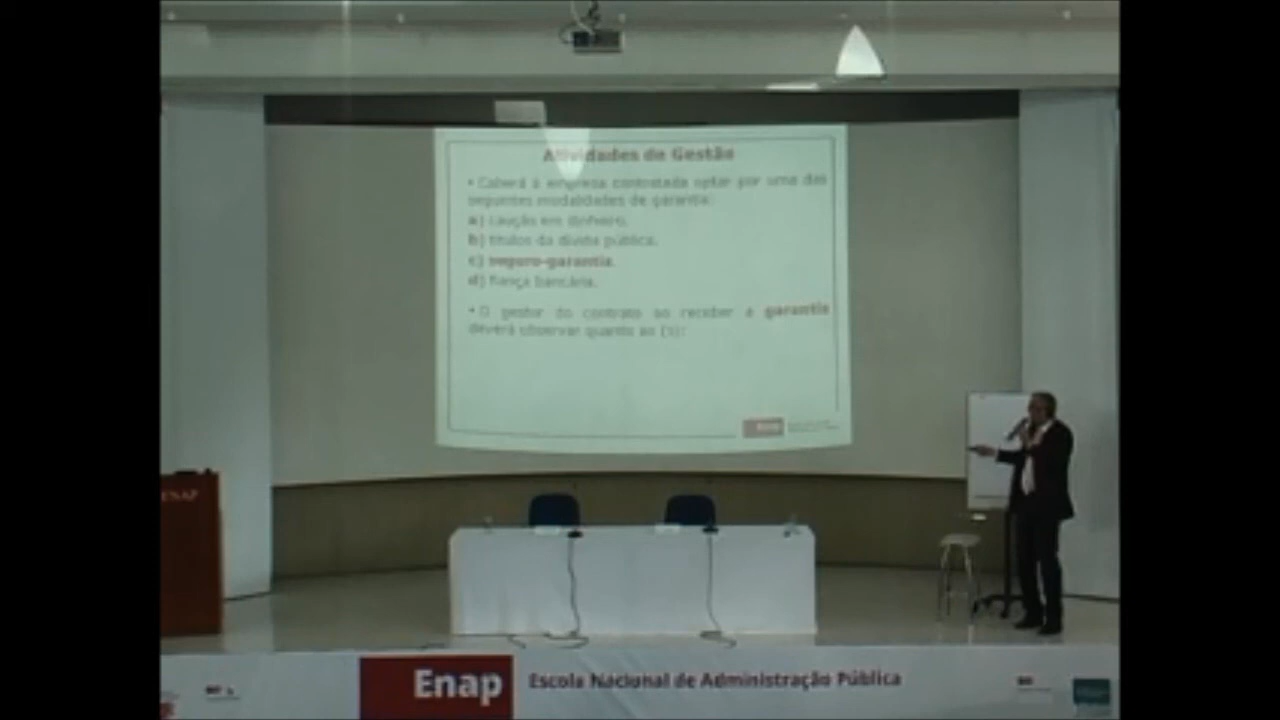 Atividades de Gestão
• Caberá à empresa contratada optar por uma das
seguintes modalidades de garantia:
a) caução em dinheiro.
b) títulos da dívida pública.
c) seguro-garantia.
d) fiança bancária.
• O gestor do contrato ao receber a garantia
deverá observar quanto ao (s):
Enap
ENAP
Enap
Escola Nacional de Administração Pública